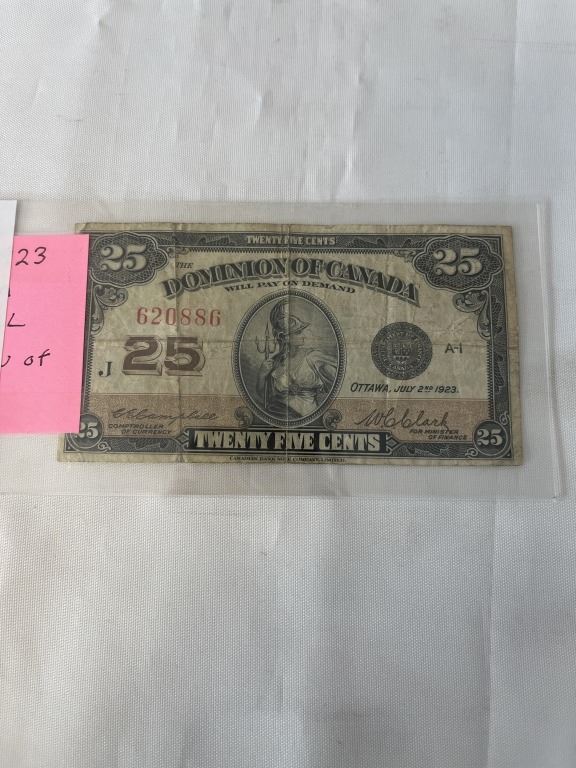 23
L
of
TWENTY FIVE CENTS
25 25
THE
DOMINION OF CANADA
WILL PAY ON DEMAND
620886
J 25
A-1
OTTAWA, JULY 2ND 1923.
COMPTROLLER
OF CURRENCY
W C Clark
FOR MINISTER
OF FINANCE
25 TWENTY FIVE CENTS 25
CANADIAN BANK NOTE COMPANY, LIMITED.